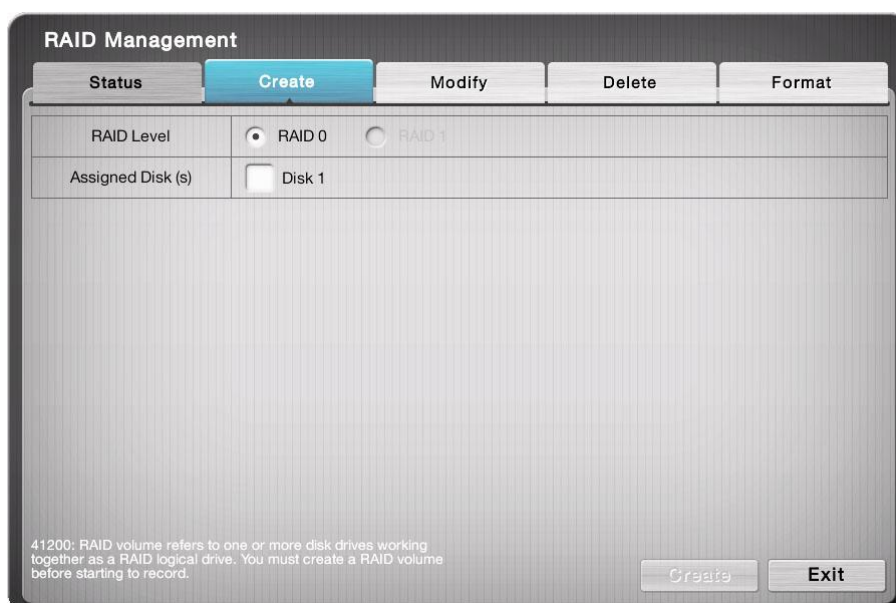 RAID Management
Status Create Modify Delete Format
RAID Level RAID 0 RAID 1
Assigned Disk (s) Disk 1
41200: RAID volume refers to one or more disk drives working
together as a RAID logical drive. You must create a RAID volume
before starting to record.
Create Exit